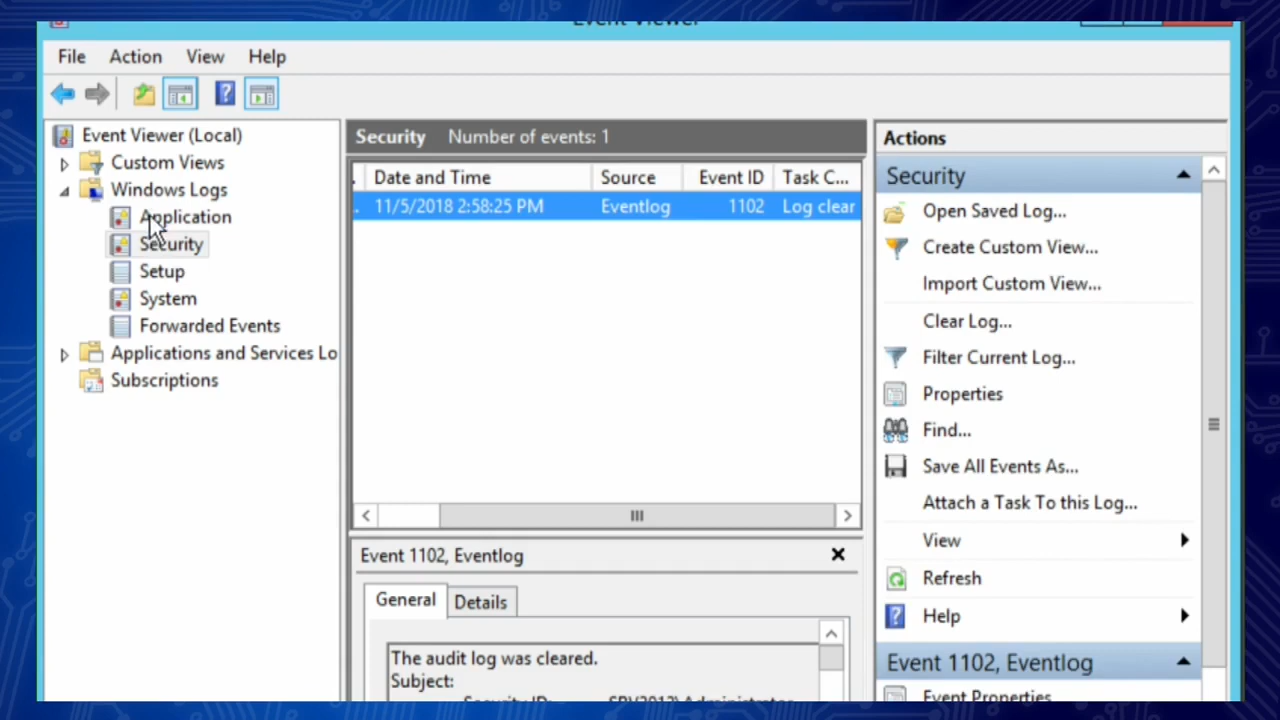 Event Viewer
File Action View Help
Event Viewer (Local)
Custom Views
Windows Logs
Application
Security
Setup
System
Forwarded Events
Applications and Services Lo
Subscriptions
Security Number of events: 1
Date and Time Source Event ID Task C...
11/5/2018 2:58:25 PM Eventlog 1102 Log clear
Event 1102, Eventlog
General Details
The audit log was cleared.
Subject:
Security ID: SRV2012\Administrator
Actions
Security
Open Saved Log...
Create Custom View...
Import Custom View...
Clear Log...
Filter Current Log...
Properties
Find...
Save All Events As...
Attach a Task To this Log...
View
Refresh
Help
Event 1102, Eventlog
Event Properties